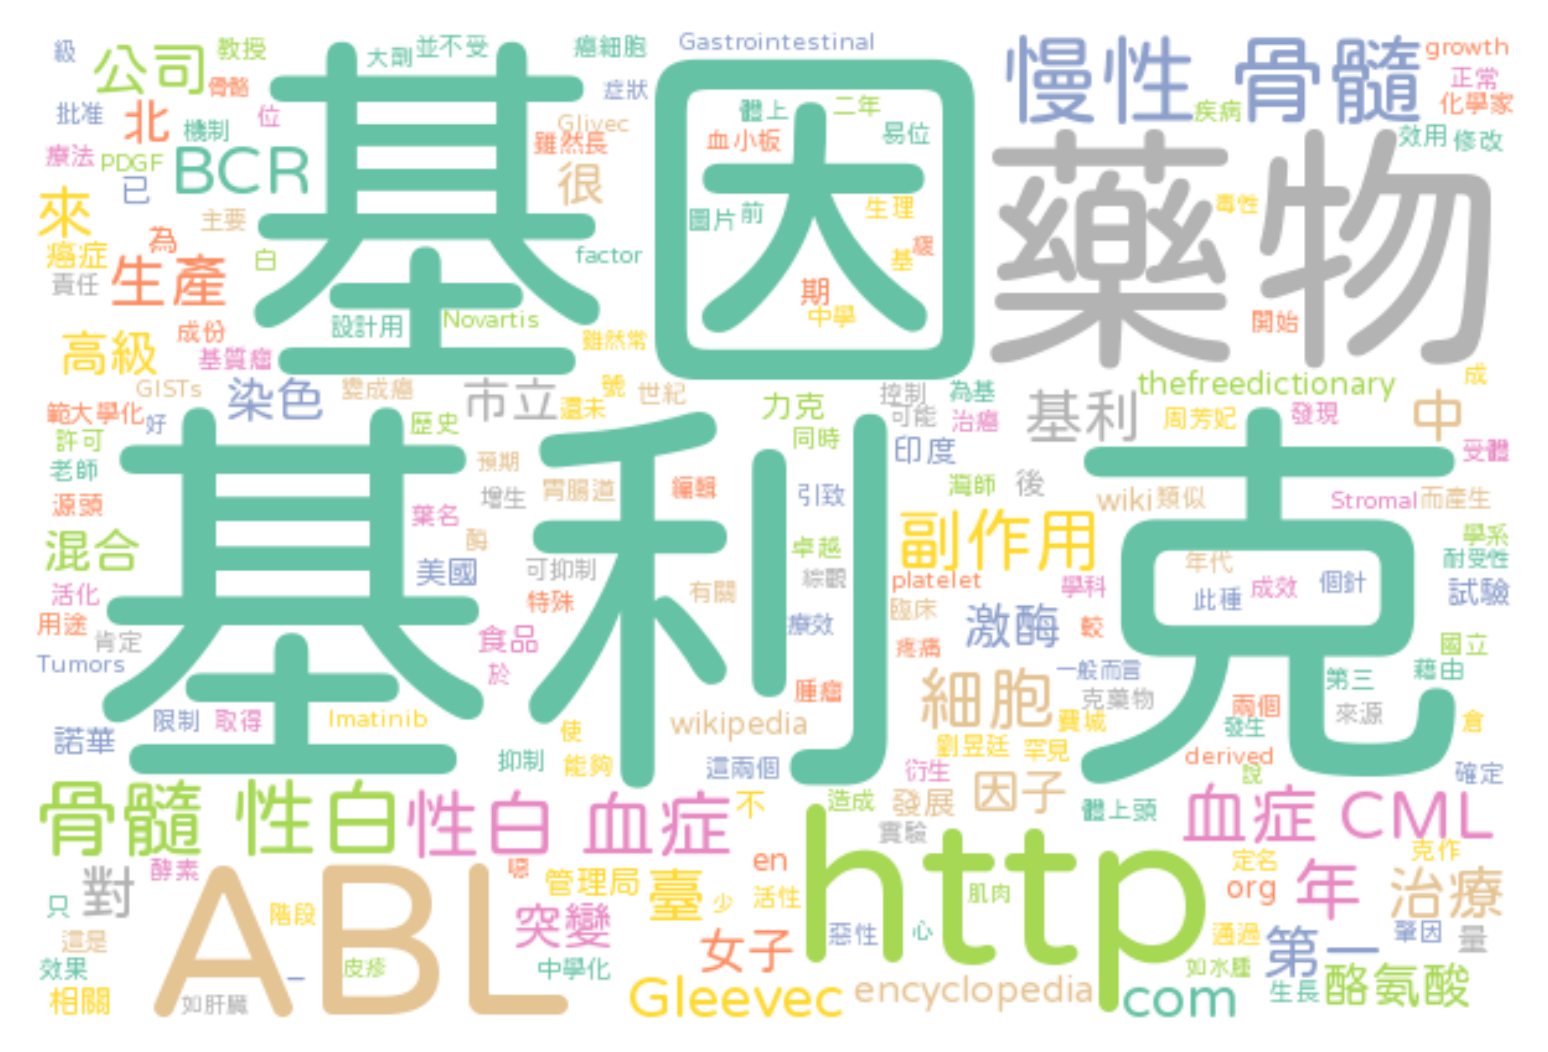 級 公司 教授 大劑 並不受 癌細胞 Gastrointestinal 慢性 骨髓 growth
骨骼 症狀 正常
批准 北 機制 位 基因 Glivec 體上 二年 疾病 化學家
療法 PDGF BCR 雖然長 血小板 易位 藥物 效用 修改
已 很
來 主要 圖片 前 生理 毒性
癌症 為 白 factor 基
責任 生產 期
成份 設計用 Novartis 中學 開始
高級 基質瘤 雖然常
GISTs 染色 變成癌 市立 號 世紀 控制 為基 thefreedictionary 成
範大學化 好 歷史 還未 力克 可能 治癌 基利 周芳妃 發現 中
許可 同時 印度 受體
老師 預期 胃腸道 編輯 引致 灣師 後 wiki 類似 Stromal 而產生
源頭 增生 葉名
混合 酶 基利克 卓越 副作用 學系
活化 美國 可抑制 有關 綜觀 platelet 年代 耐受性
用途 特殊 學科 此種 成效 個針 試驗
肯定 食品 療效 臨床 激酶 較
Tumors 於 疼痛 一般而言 國立
腫瘤 細胞 克藥物 第三 藉由
限制 取得 Imatinib wikipedia 費城 兩個 來源 倉
諾華 使 劉昱廷 罕見 發生
抑制 能夠 這兩個 衍生 derived 說 確定
骨髓 性白 性白 血症 不 造成 發展 因子 體上頭 血症 CML
實驗 克作
對 酵素 嗯 管理局 臺 en http 定名 年 治療
只 ABL 階段 少 活性 肌肉 org
這是 突變 女子 惡性 心 通過 第一 肇因 量
效果 一 皮疹 中學化 如水腫
相關 如肝臟 Gleevec encyclopedia com 生長 酪氨酸